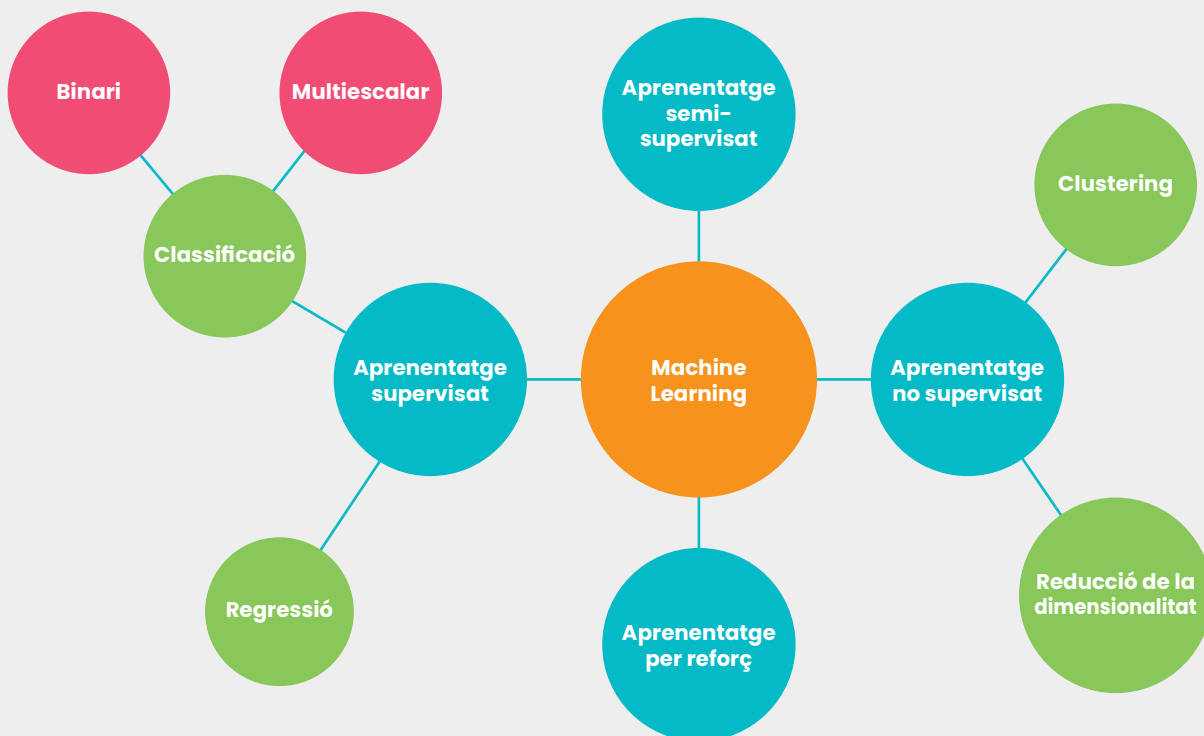 Binari
Multiescalar
Aprenentatge
semi-
supervisat
Clustering
Classificació
Aprenentatge
supervisat
Machine
Learning
Aprenentatge
no supervisat
Regressió
Aprenentatge
per reforç
Reducció de la
dimensionalitat